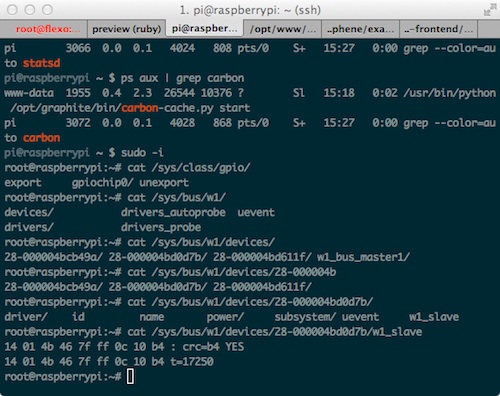 1. pi@raspberrypi: ~ (ssh)
root@flexo:... preview (ruby) pi@raspber... /opt/www/... ..phene/exa... ..-frontend/...
pi 3066 0.0 0.1 4024 808 pts/0 S+ 15:27 0:00 grep --color=au
to statsd
pi@raspberrypi ~ $ ps aux | grep carbon
www-data 1955 0.4 2.3 26544 10376 ? Sl 15:18 0:02 /usr/bin/python
/opt/graphite/bin/carbon-cache.py start
pi 3072 0.0 0.1 4028 868 pts/0 S+ 15:27 0:00 grep --color=au
to carbon
pi@raspberrypi ~ $ sudo -i
root@raspberrypi:~# cat /sys/class/gpio/
export gpiochip0/ unexport
root@raspberrypi:~# cat /sys/bus/w1/
devices/ drivers_autoprobe uevent
drivers/ drivers_probe
root@raspberrypi:~# cat /sys/bus/w1/devices/
28-000004bcb49a/ 28-000004bd0d7b/ 28-000004bd611f/ w1_bus_master1/
root@raspberrypi:~# cat /sys/bus/w1/devices/28-000004b
28-000004bcb49a/ 28-000004bd0d7b/ 28-000004bd611f/
root@raspberrypi:~# cat /sys/bus/w1/devices/28-000004bd0d7b/
driver/ id name power/ subsystem/ uevent w1_slave
root@raspberrypi:~# cat /sys/bus/w1/devices/28-000004bd0d7b/w1_slave
14 01 4b 46 7f ff 0c 10 b4 : crc=b4 YES
14 01 4b 46 7f ff 0c 10 b4 t=17250
root@raspberrypi:~#